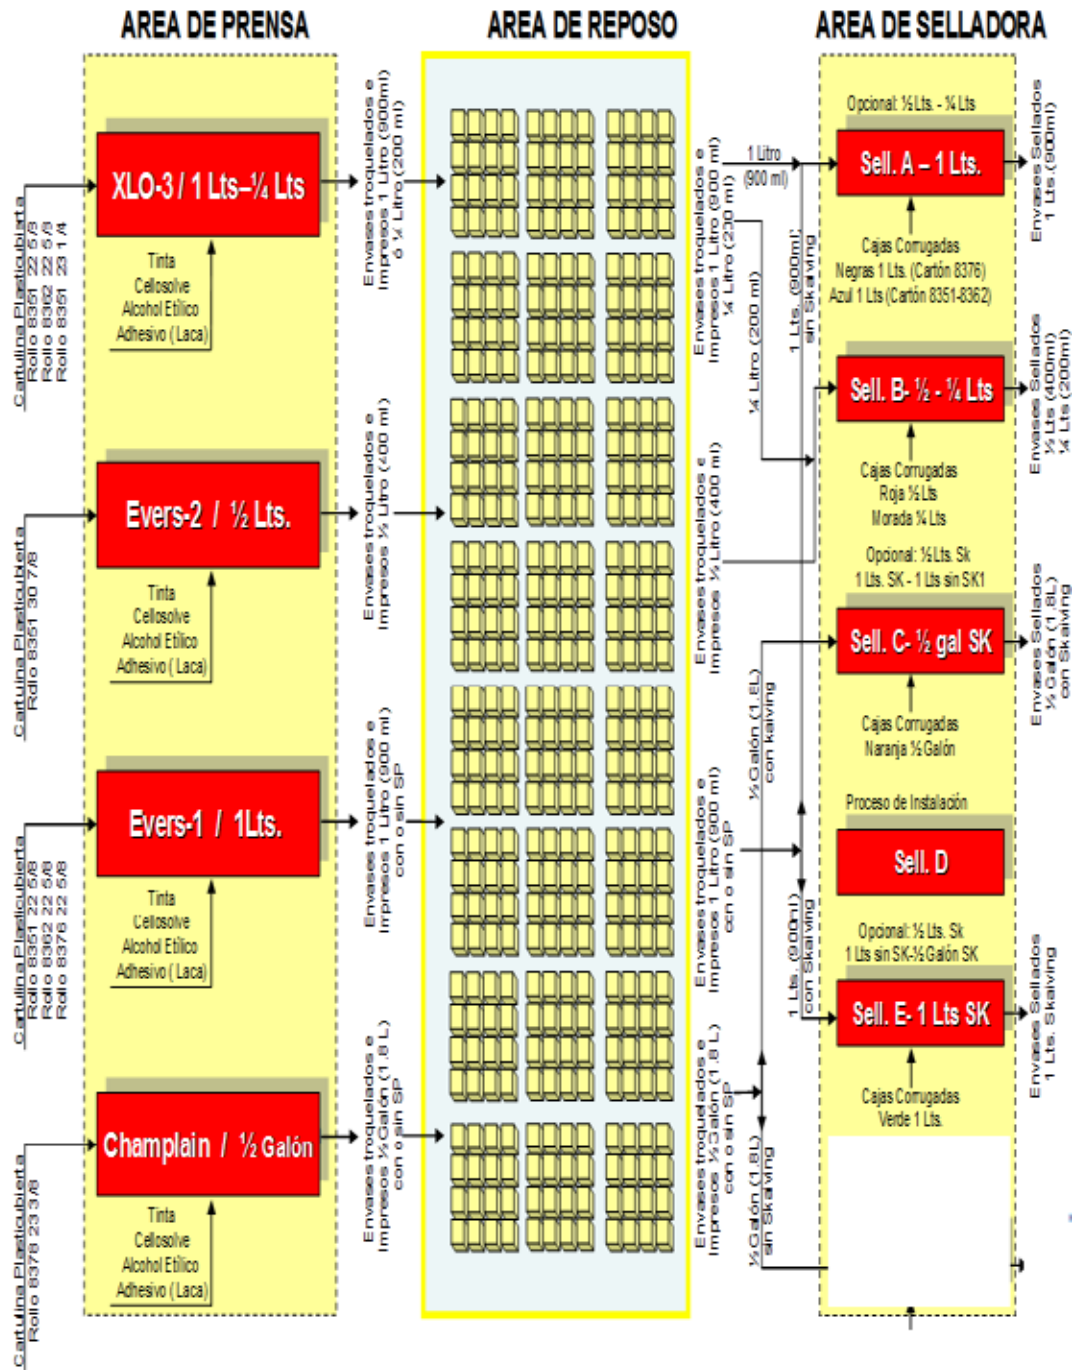 AREA DE PRENSA
Cartulina Plasticubierta
Rollo 8351 22 5/8
Rollo 8362 22 5/8
Rollo 8351 23 1/4
XLO-3 / 1 Lts–¼ Lts
Tinta
Cellosolve
Alcohol Etílico
Adhesivo ( Laca)
Envases troquelados e
Impresos 1 Litro (900ml)
ó ¼ Litro (200 ml)
Cartulina Plasticubierta
Rollo 8351 30 7/8
Evers-2 / ½ Lts.
Tinta
Cellosolve
Alcohol Etílico
Adhesivo ( Laca)
Envases troquelados e
Impresos ½ Litro (400 ml)
Cartulina Plasticubierta
Rollo 8351 22 5/8
Rollo 8362 22 5/8
Rollo 8376 22 5/8
Evers-1 / 1Lts.
Tinta
Cellosolve
Alcohol Etílico
Adhesivo ( Laca)
Envases troquelados e
Impresos 1 Litro (900 ml)
con o sin SP
Cartulina Plasticubierta
Rollo 8378 23 3/8
Champlain / ½ Galón
Tinta
Cellosolve
Alcohol Etílico
Adhesivo ( Laca)
Envases troquelados e
Impresos ½ Galón (1.8 L)
con o sin SP
AREA DE REPOSO
Envases troquelados e
Impresos 1 Litro (900 ml)
¼ Litro (200 ml)
1 Litro
(900 ml)
¼ Litro (200 ml)
1 Lts. (900ml)
sin Skaiving
Envases troquelados e
Impresos ½ Litro (400 ml)
½ Galón (1.8L)
con kaiving
Envases troquelados e
Impresos 1 Litro (900 ml)
con o sin SP
1 Lts. (900ml)
con Skaiving
Envases troquelados e
Impresos ½ Galón (1.8 L)
con o sin SP
½ Galón (1.8L)
sin Skaiving
AREA DE SELLADORA
Opcional: ½ Lts. - ¼ Lts
Sell. A – 1 Lts.
Cajas Corrugadas
Negras 1 Lts. (Cartón 8376)
Azul 1 Lts (Cartón 8351-8362)
Envases Sellados
1 Lts.(900ml)
Sell. B- ½ - ¼ Lts
Cajas Corrugadas
Roja ½ Lts
Morada ¼ Lts
Envases Sellados
½ Lts (400ml)
¼ Lts (200ml)
Opcional: ½ Lts. Sk
1 Lts. SK - 1 Lts sin SK1
Sell. C- ½ gal SK
Cajas Corrugadas
Naranja ½ Galón
Envases Sellados
½ Galón (1.8L)
con Skaiving
Proceso de Instalación
Sell. D
Opcional: ½ Lts. Sk
1 Lts sin SK-½ Galón SK
Sell. E- 1 Lts SK
Cajas Corrugadas
Verde 1 Lts.
Envases Sellados
1 Lts. Skaiving